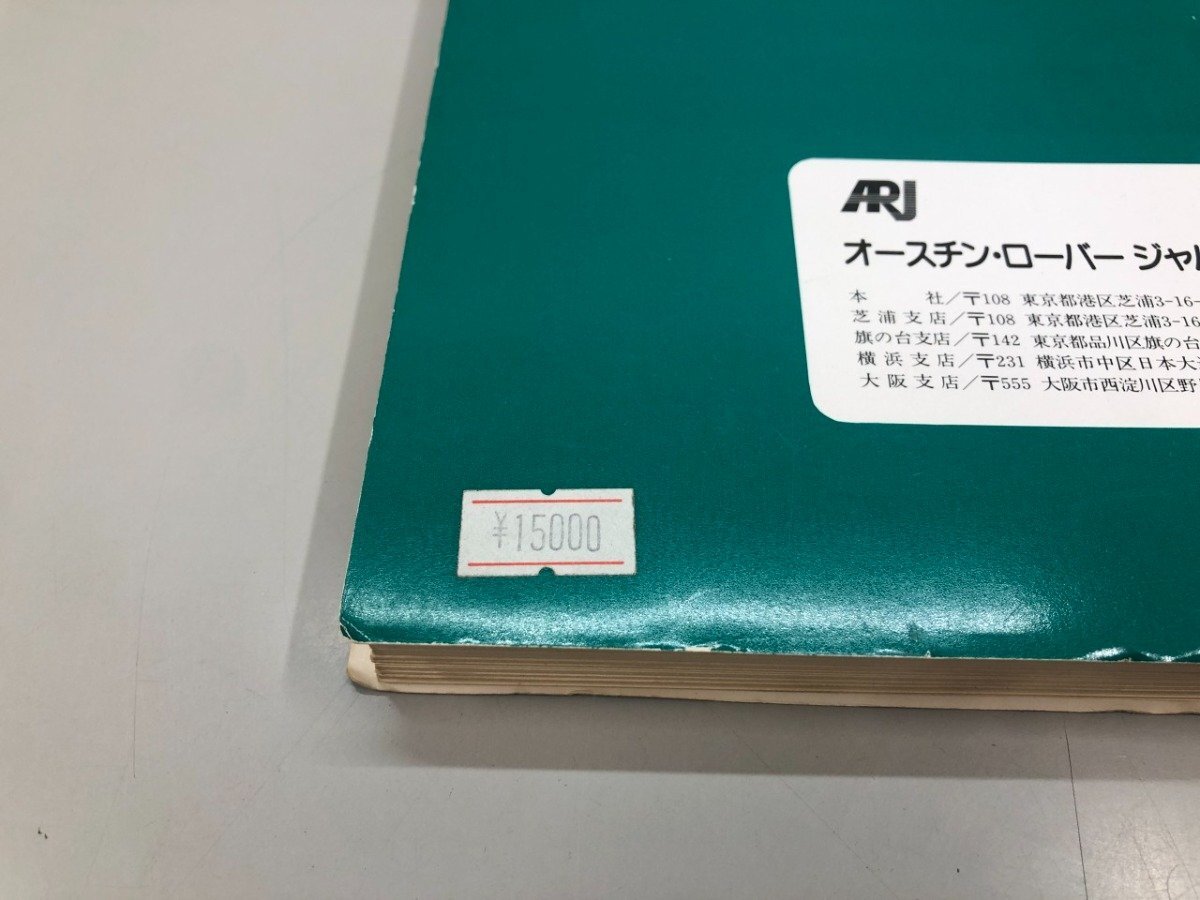 ARJ
オースチン・ローバー ジャ
本 社/〒108 東京都港区芝浦3-16-
芝浦支店/〒108 東京都港区芝浦3-16
旗の台支店/〒142 東京都品川区旗の台
横浜支店/〒231 横浜市中区日本大
大阪支店/〒555 大阪市西淀川区野
¥15000